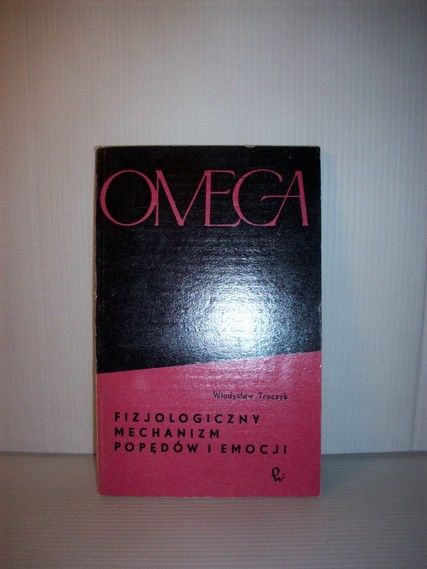 OMEGA
Władysław Traczyk
FIZJOLOGICZNY
MECHANIZM
POPĘDÓW I EMOCJI